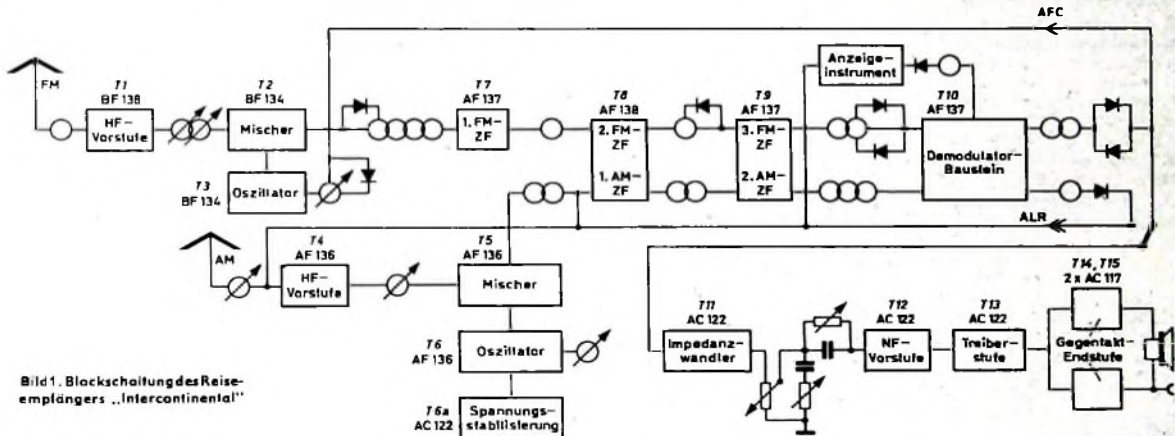 AFC
FM
T1
BF 138
HF-
Vorstufe
T2
BF 134
Mischer
T3
BF 134
Oszillator
T7
AF 137
1. FM-
ZF
T8
AF 138
2. FM-
ZF
1. AM-
ZF
Anzeige-
instrument
T9
AF 137
3. FM-
ZF
2. AM-
ZF
T10
AF 137
Demodulator-
Baustein
ALR
AM
T4
AF 136
HF-
Vorstufe
T5
AF 136
Mischer
T6
AF 136
Oszillator
T6a
AC 122
Spannungs-
stabilisierung
T11
AC 122
Impedanz-
wandler
T12
AC 122
NF-
Vorstufe
T13
AC 122
Treiber-
stufe
T14, T15
2 x AC 117
Gegentakt-
Endstufe
Bild 1. Blockschaltung des Reise-
empfängers „Intercontinental"